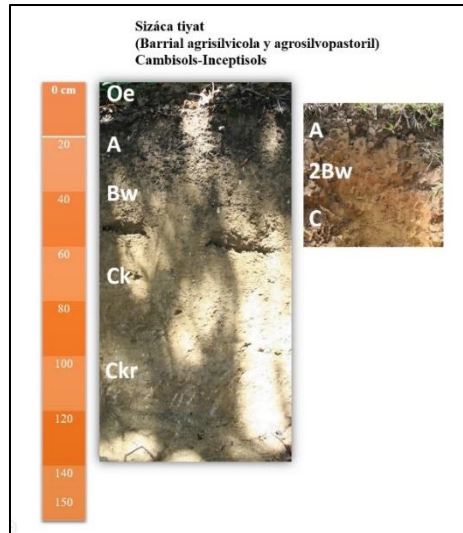 Sizáca tiyat
(Barrial agrisílvicola y agrosilvopastoril)
Cambisols-Inceptisols
0 cm
20
40
60
80
100
120
140
150
Oe
A
Bw
Ck
Ckr
A
2Bw
C